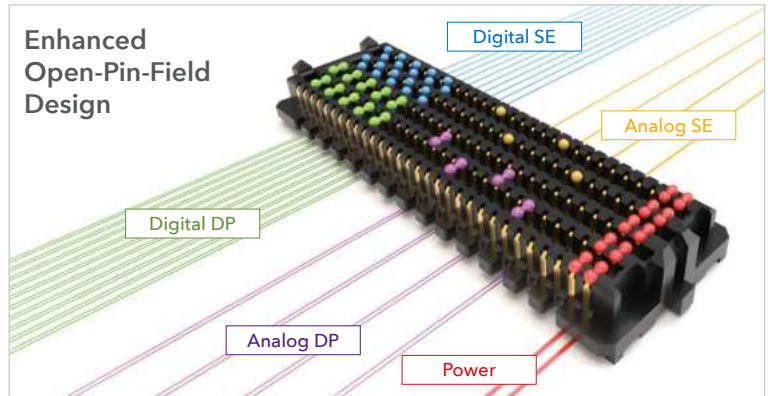 Enhanced
Open-Pin-Field
Design
Digital SE
Analog SE
Digital DP
Analog DP
Power